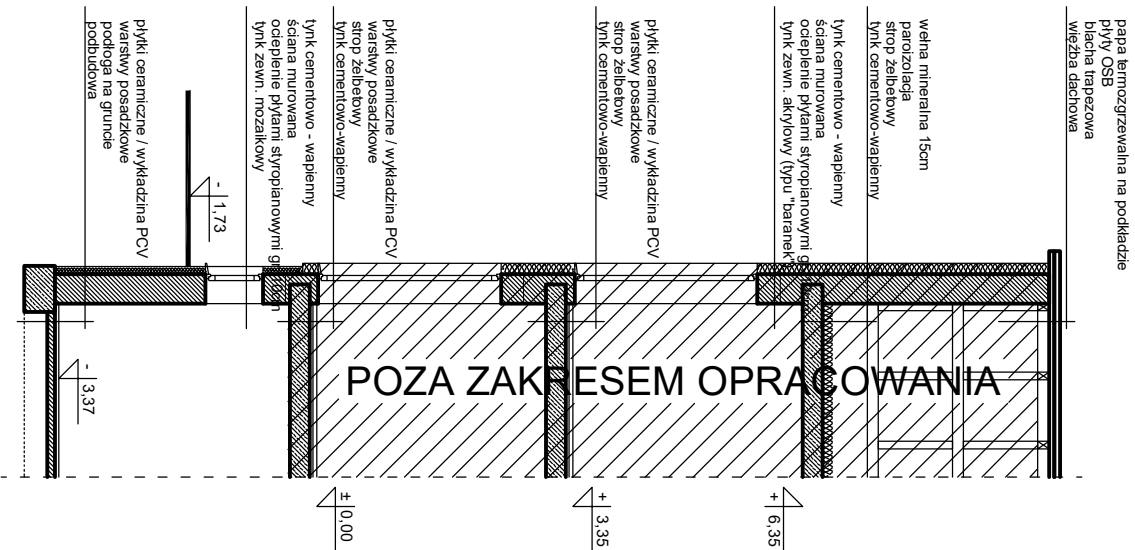 papa termozgrzewalna na podkładzie
płyty OSB
blacha trapezowa
więźba dachowa
wełna mineralna 15cm
paroizolacja
strop żelbetowy
tynk cementowo-wapienny
tynk cementowo - wapienny
ściana murowana
ocieplenie płytami styropianowymi g
tynk zewn. akrylowy (typu "baranek"
płytki ceramiczne / wykładzina PCV
warstwy posadzkowe
strop żelbetowy
tynk cementowo-wapienny
płytki ceramiczne / wykładzina PCV
warstwy posadzkowe
strop żelbetowy
tynk cementowo-wapienny
tynk cementowo - wapienny
ściana murowana
ocieplenie płytami styropianowymi gr
tynk zewn. mozaikowy
płytki ceramiczne / wykładzina PCV
warstwy posadzkowe
podłoga na gruncie
podbudowa
- 1,73
- 3,37
± 0,00
+ 3,35
+ 6,35
POZA ZAKRESEM OPRACOWANIA